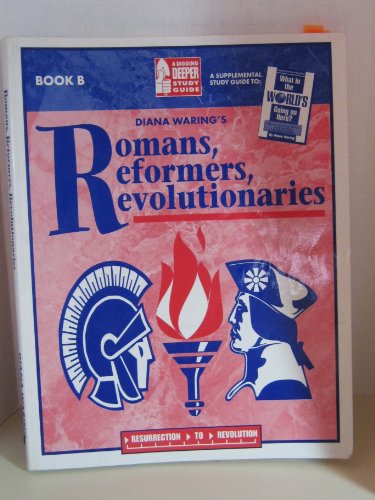 BOOK B
A DIGGING
DEEPER
STUDY
GUIDE
A SUPPLEMENTAL
STUDY GUIDE TO:
What in the
WORLD'S
Going on
Here?
By Diana Waring
DIANA WARING'S
Romans,
Reformers,
Revolutionaries
RESURRECTION TO REVOLUTION